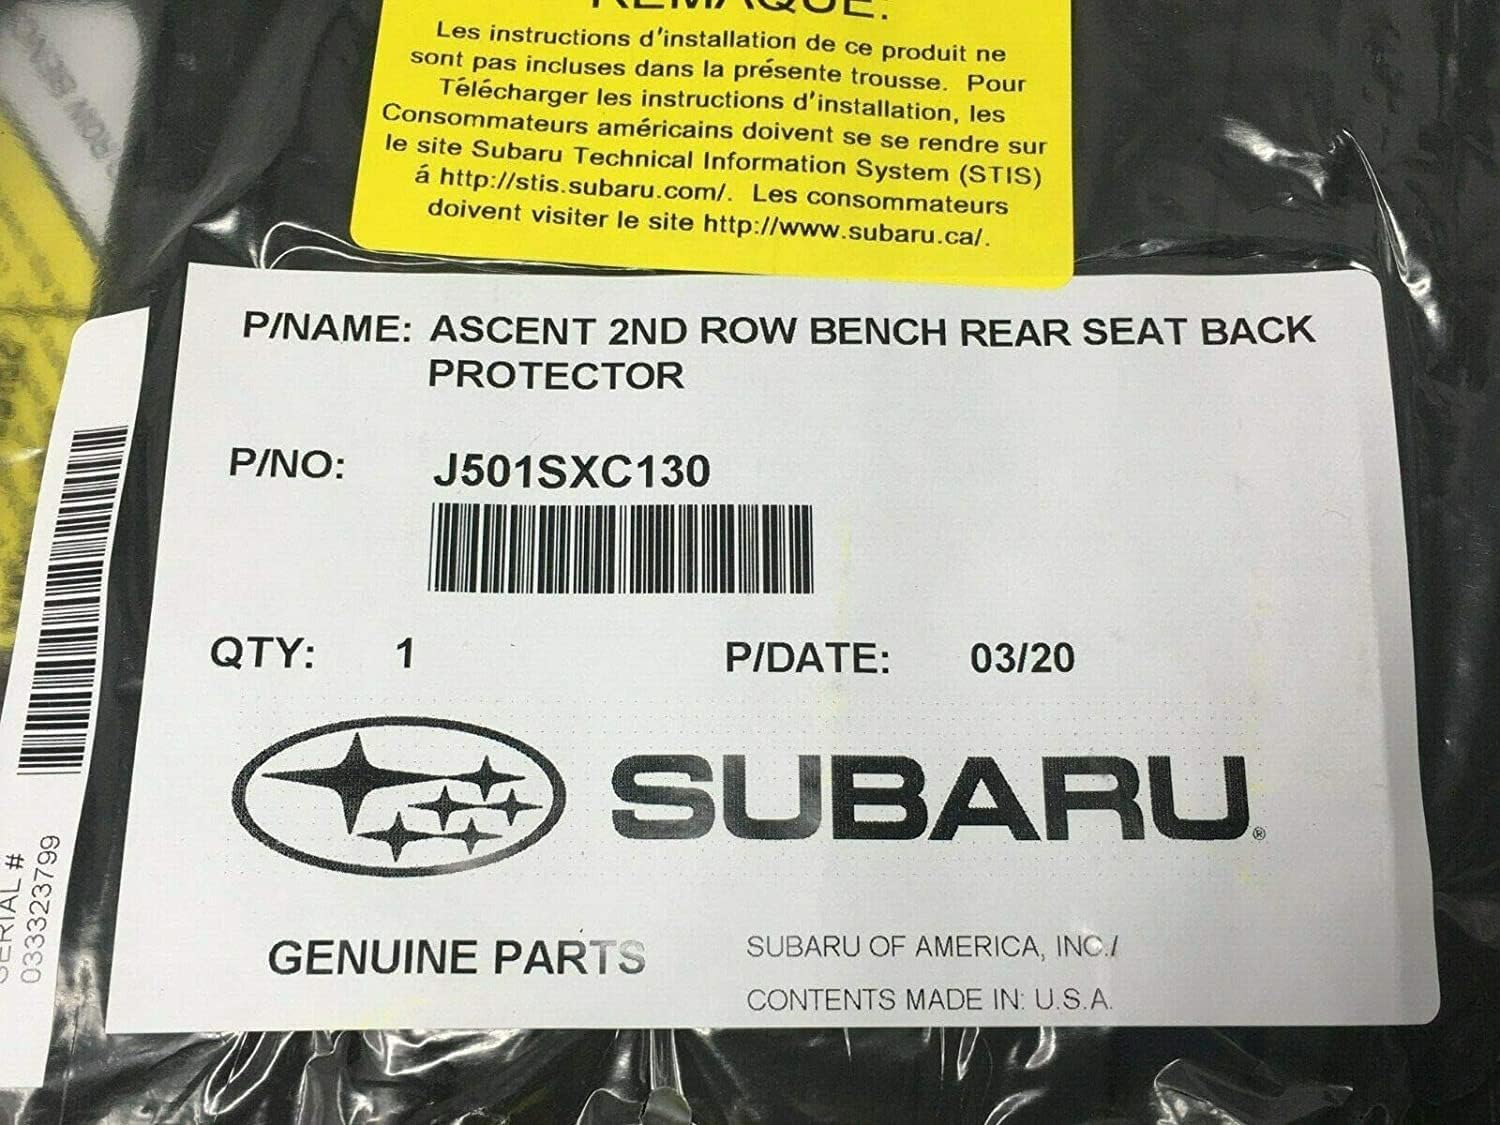 REMARQUE:
Les instructions d'installation de ce produit ne
sont pas incluses dans la présente trousse. Pour
Télécharger les instructions d'installation, les
Consommateurs américains doivent se se rendre sur
le site Subaru Technical Information System (STIS)
á http://stis.subaru.com/. Les consommateurs
doivent visiter le site http://www.subaru.ca/.
P/NAME: ASCENT 2ND ROW BENCH REAR SEAT BACK
PROTECTOR
P/NO: J501SXC130
QTY: 1 P/DATE: 03/20
SUBARU®
GENUINE PARTS
SUBARU OF AMERICA, INC./
CONTENTS MADE IN: U.S.A.
SERIAL #
033323799